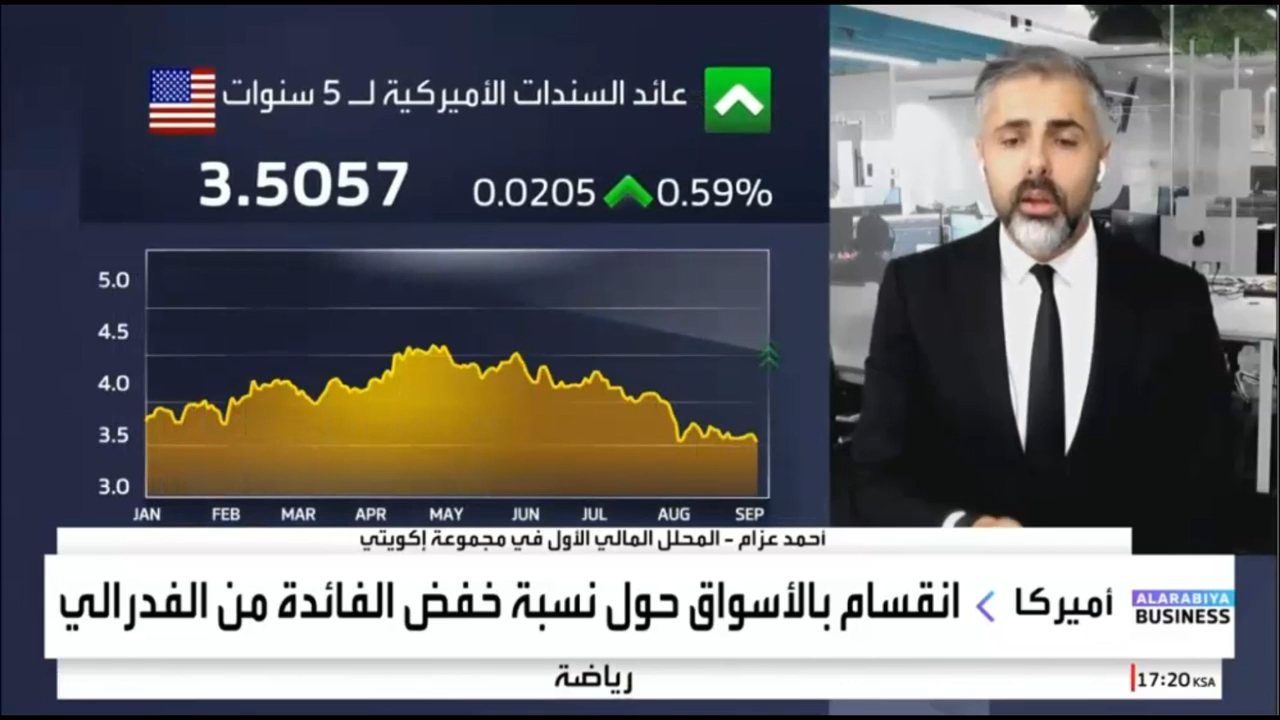 عائد السندات الأميركية لـ 5 سنوات
3.5057 0.0205 0.59%
5.0
4.5
4.0
3.5
3.0
JAN FEB MAR APR MAY JUN JUL AUG SEP
أحمد عزام - المحلل المالي الأول في مجموعة إكويتي
أميركا
انقسام بالأسواق حول نسبة خفض الفائدة من الفدرالي
ALARABIYA
BUSINESS
رياضة
17:20 KSA